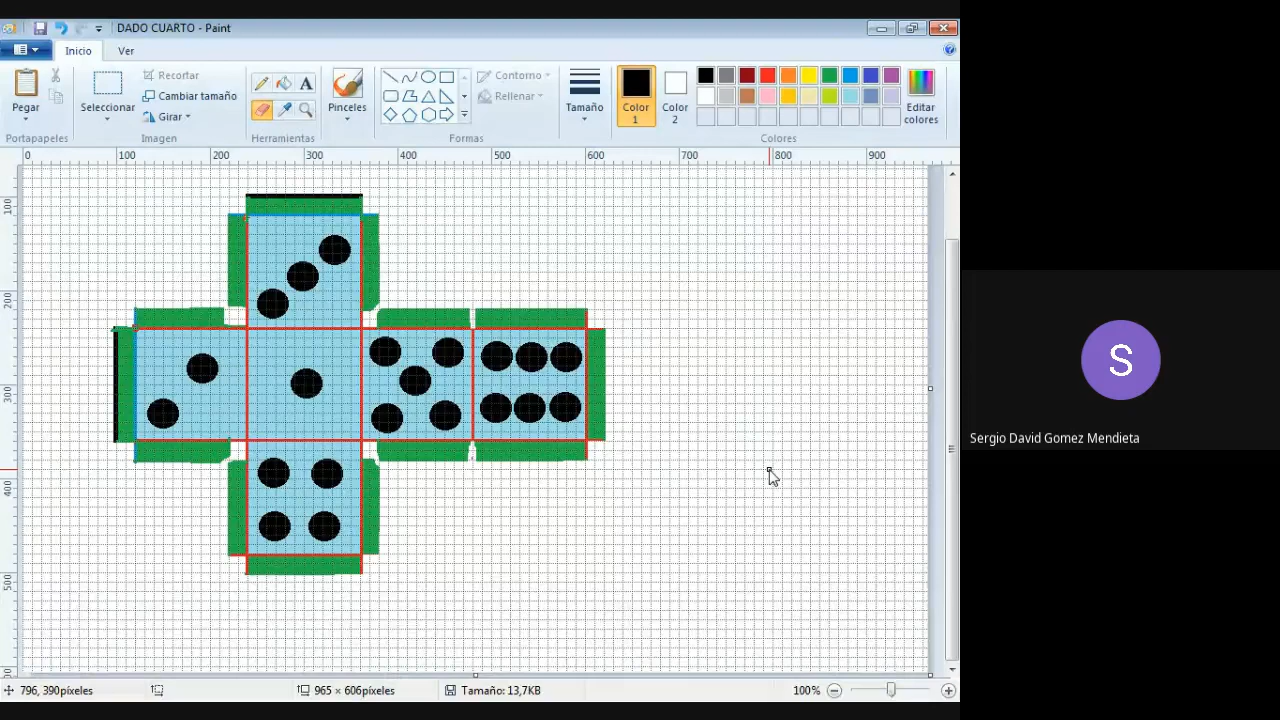 DADO CUARTO - Paint
Inicio Ver
Pegar
Portapapeles
Seleccionar
Recortar
Cambiar tamaño
Girar
Imagen
A
Herramientas
Pinceles
Contorno
Rellenar
Formas
Tamaño
Color 1
Color 2
Editar colores
Colores
0 100 200 300 400 500 600 700 800 900
100
200
300
400
500
S
Sergio David Gomez Mendieta
796, 390píxeles
965 × 606píxeles
Tamaño: 13,7KB
100%